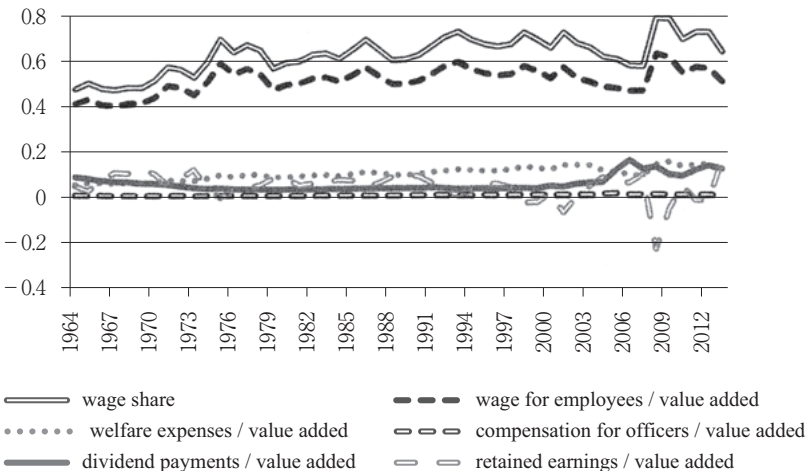 0.8
0.6
0.4
0.2
0
−0.2
−0.4
1964 1967 1970 1973 1976 1979 1982 1985 1988 1991 1994 1997 2000 2003 2006 2009 2012
wage share wage for employees / value added
welfare expenses / value added compensation for officers / value added
dividend payments / value added retained earnings / value added